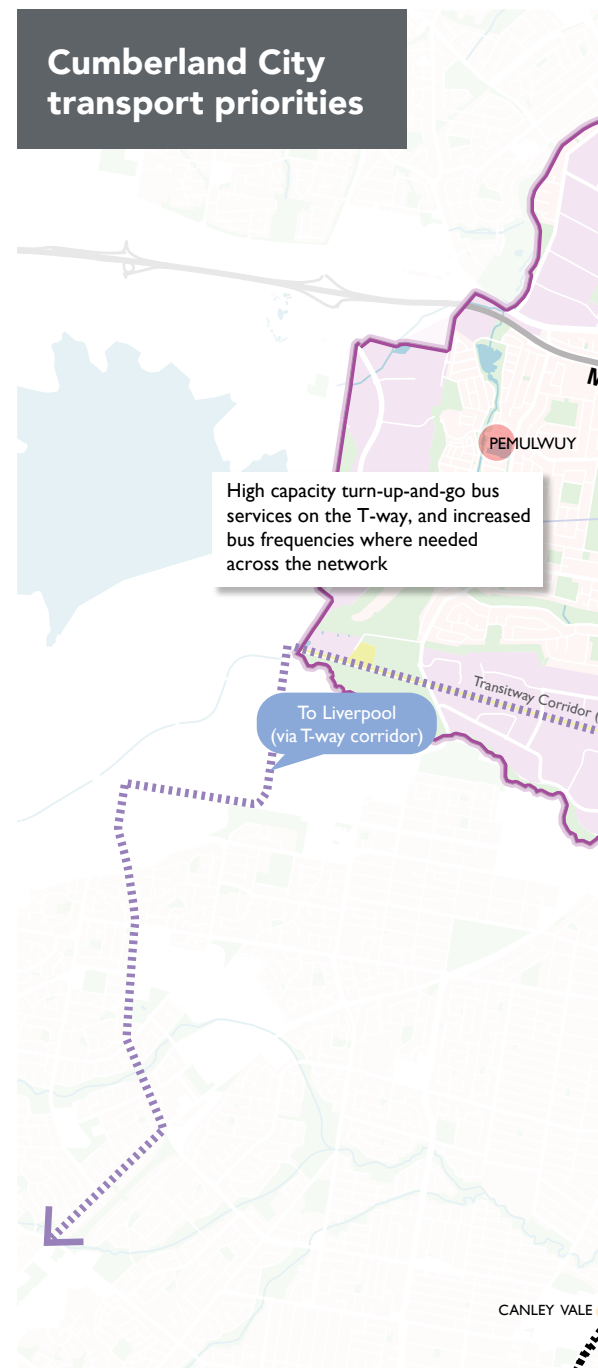 Cumberland City
transport priorities
PEMULWUY
High capacity turn-up-and-go bus
services on the T-way, and increased
bus frequencies where needed
across the network
Transitway Corridor (
To Liverpool
(via T-way corridor)
CANLEY VALE